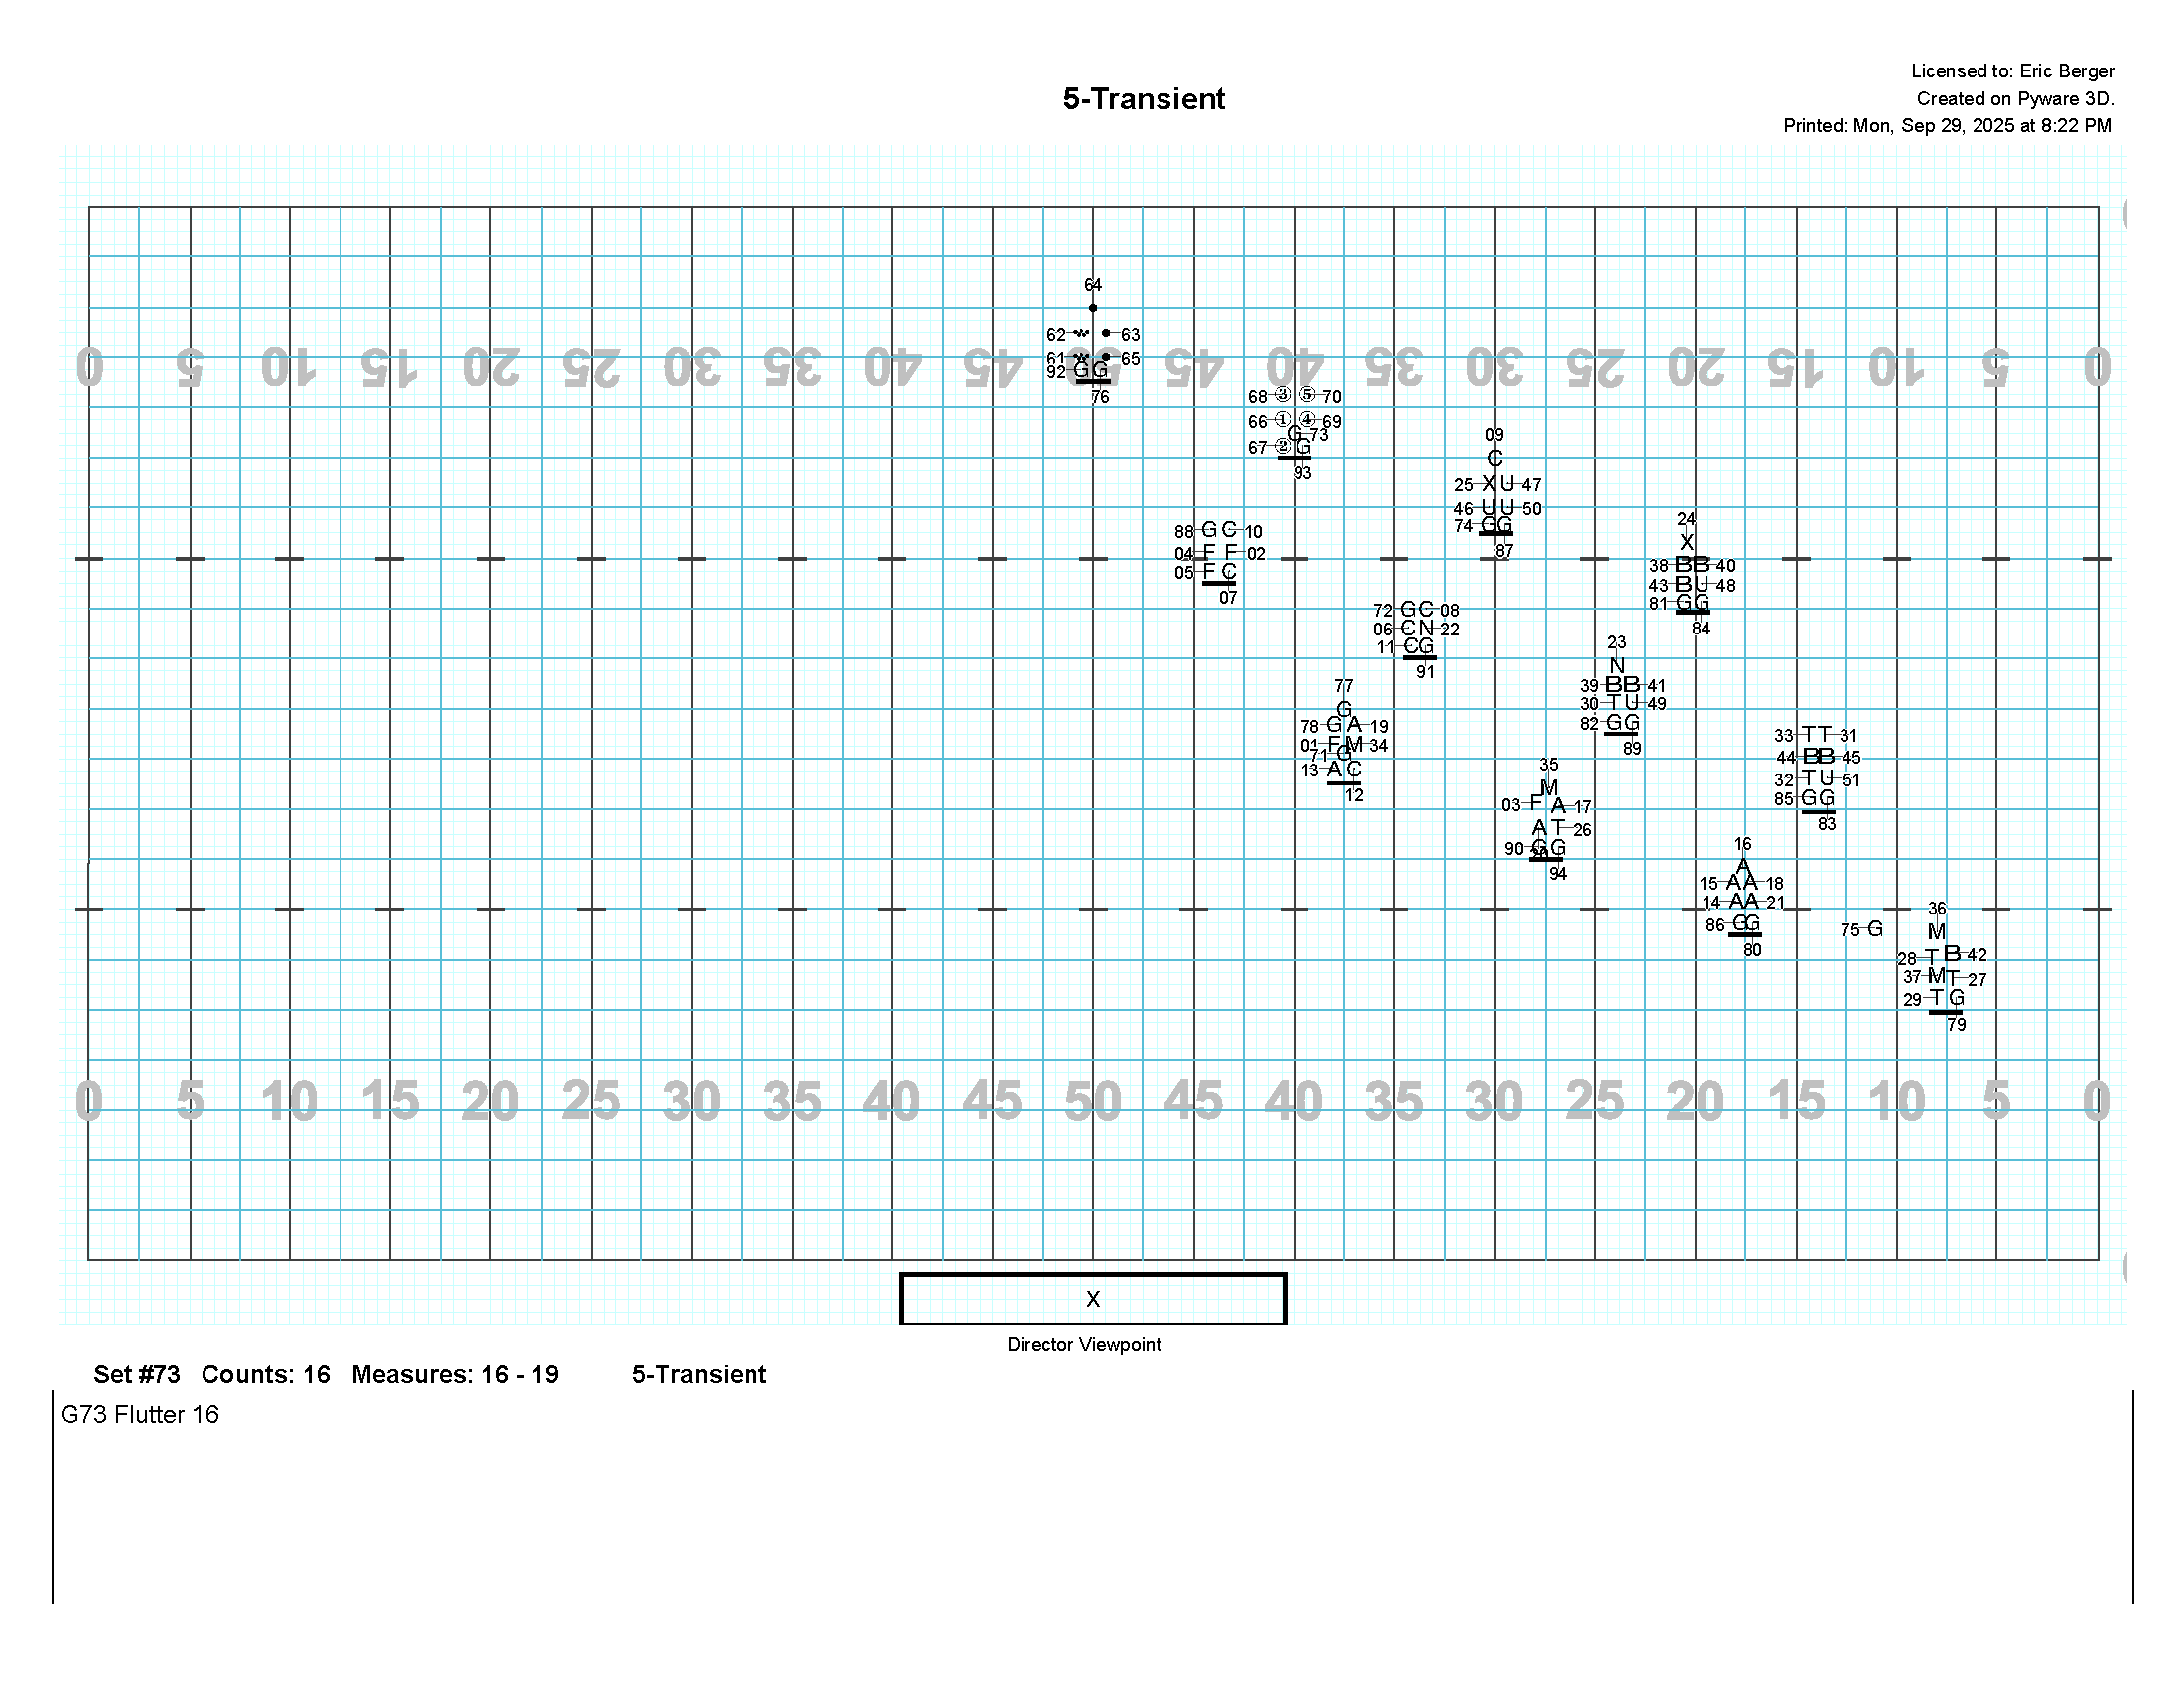 Licensed to: Eric Berger
5-Transient
Created on Pyware 3D.
Printed: Mon, Sep 29, 2025 at 8:22 PM
64
62 63
61 65
0 5 10 15 20 25 30 35 40 45 50 45 40 35 30 25 20 15 10 5 0
92 G G
76
68 3 5 70
66 1 4 69
G 73
67 2 G
93
09
C
25 X U 47
46 U U 50
74 G G
87
88 G C 10
04 F F 02
05 F C
07
24
X
38 B B 40
43 B U 48
81 G G
84
72 G C 08
06 C N 22
11 C G
91
23
N
39 B B 41
30 T U 49
82 G G
89
77
G
78 G A 19
01 F M 34
71 G
13 A C
12
33 T T 31
44 B B 45
32 T U 51
85 G G
83
35
M
03 F A 17
A T 26
90 G G
20
94
16
A
15 A A 18
14 A A 21
86 G G
80
75 G
36
M
28 T B 42
37 M T 27
29 T G
79
0 5 10 15 20 25 30 35 40 45 50 45 40 35 30 25 20 15 10 5 0
X
Director Viewpoint
Set #73 Counts: 16 Measures: 16 - 19 5-Transient
G73 Flutter 16